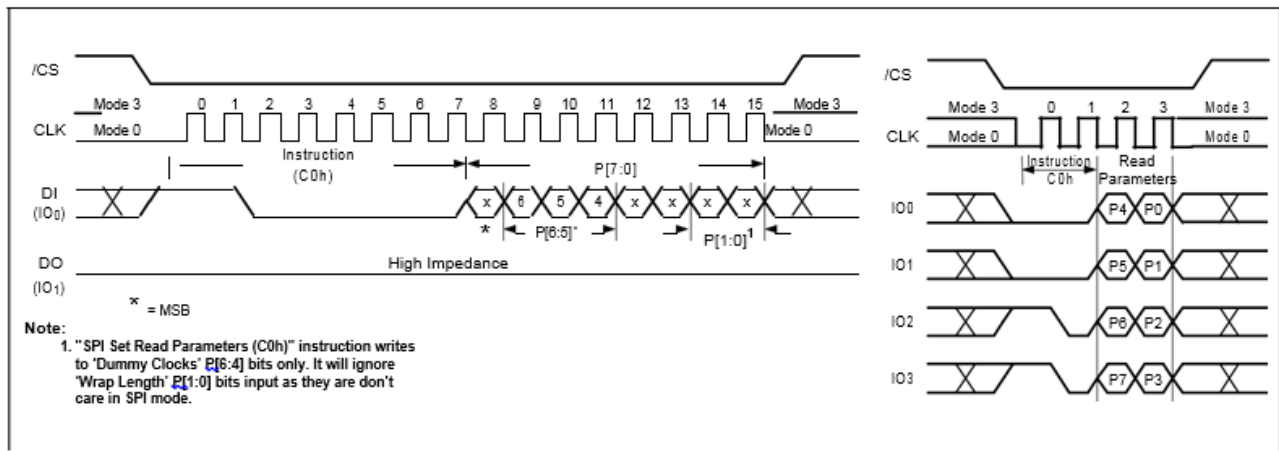 /CS
Mode 3 0 1 2 3 4 5 6 7 8 9 10 11 12 13 14 15 Mode 3
CLK Mode 0 Mode 0
Instruction
(C0h)
P[7:0]
DI
(IO0)
x 6 5 4 x x x x
* P[6:5]* P[1:0]1
DO
(IO1)
High Impedance
* = MSB
Note:
1. "SPI Set Read Parameters (C0h)" instruction writes
to 'Dummy Clocks' P[6:4] bits only. It will ignore
'Wrap Length' P[1:0] bits input as they are don't
care in SPI mode.
/CS
Mode 3 0 1 2 3 Mode 3
CLK Mode 0 Mode 0
Instruction
C0h
Read
Parameters
IO0 P4 P0
IO1 P5 P1
IO2 P6 P2
IO3 P7 P3